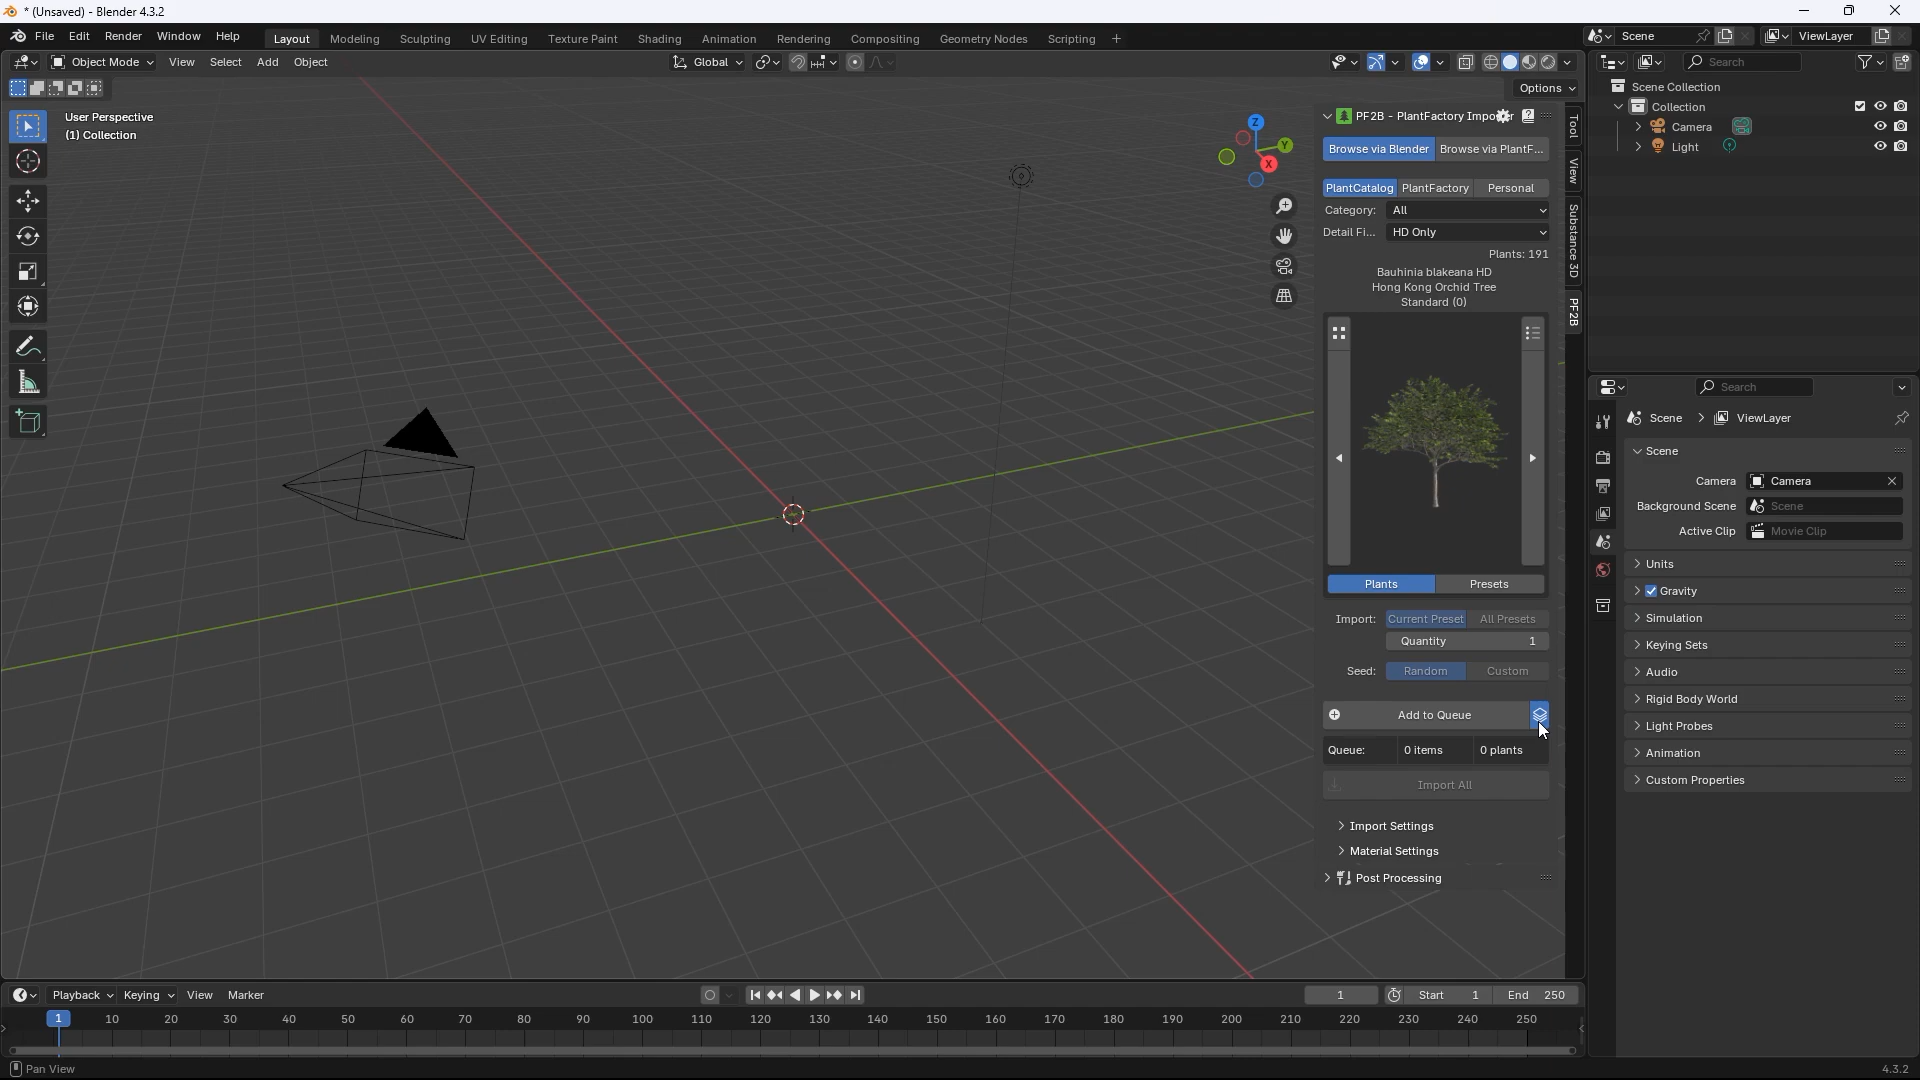 * (Unsaved) - Blender 4.3.2
File Edit Render Window Help Layout Modeling Sculpting UV Editing Texture Paint Shading Animation Rendering Compositing Geometry Nodes Scripting + Scene ViewLayer
Object Mode View Select Add Object Global Search
Options
User Perspective
(1) Collection
Z
Y
X
PF2B - PlantFactory Impo er
Browse via Blender Browse via PlantF...
PlantCatalog PlantFactory Personal
Category: All
Detail Fi... HD Only
Plants: 191
Bauhinia blakeana HD
Hong Kong Orchid Tree
Standard (0)
Plants Presets
Import: Current Preset All Presets
Quantity 1
Seed: Random Custom
Add to Queue
Queue: 0 items 0 plants
Import All
Import Settings
Material Settings
Post Processing
Tool
View
Substance 3D
PF2B
Scene Collection
Collection
Camera
Light
Search
Scene ViewLayer
Scene
Camera Camera
Background Scene Scene
Active Clip Movie Clip
Units
Gravity
Simulation
Keying Sets
Audio
Rigid Body World
Light Probes
Animation
Custom Properties
Playback Keying View Marker 1 Start 1 End 250
1 10 20 30 40 50 60 70 80 90 100 110 120 130 140 150 160 170 180 190 200 210 220 230 240 250
Pan View 4.3.2